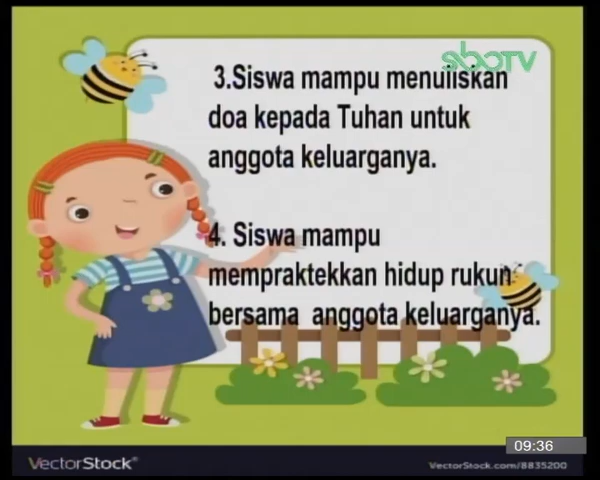 sboTV
3.Siswa mampu menuliskan
doa kepada Tuhan untuk
anggota keluarganya.
4. Siswa mampu
mempraktekkan hidup rukun
bersama anggota keluarganya.
09:36
VectorStock®
VectorStock.com/8835200